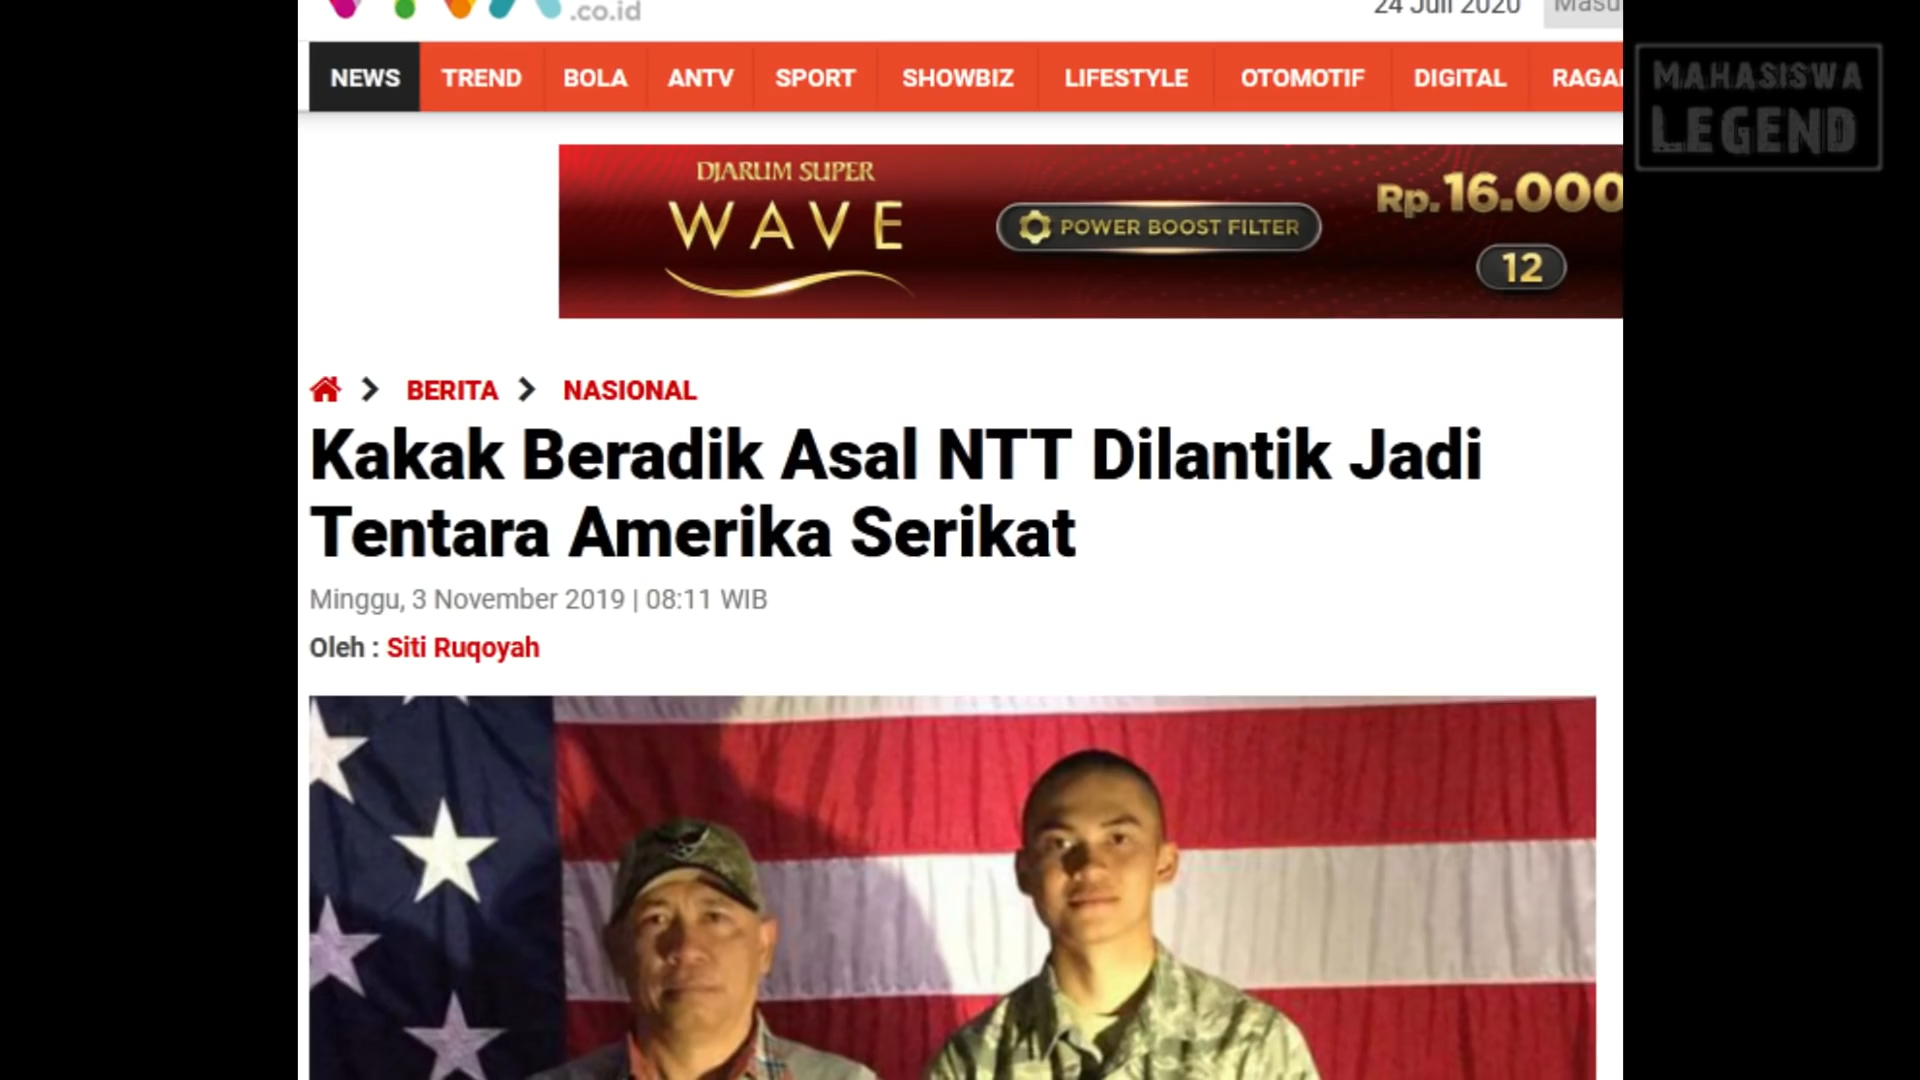 .co.id
24 Juli 2020
Masu
NEWS TREND BOLA ANTV SPORT SHOWBIZ LIFESTYLE OTOMOTIF DIGITAL RAGA
MAHASISWA
LEGEND
DJARUM SUPER
WAVE
POWER BOOST FILTER
Rp.16.000
12
BERITA NASIONAL
Kakak Beradik Asal NTT Dilantik Jadi
Tentara Amerika Serikat
Minggu, 3 November 2019 | 08:11 WIB
Oleh : Siti Ruqoyah